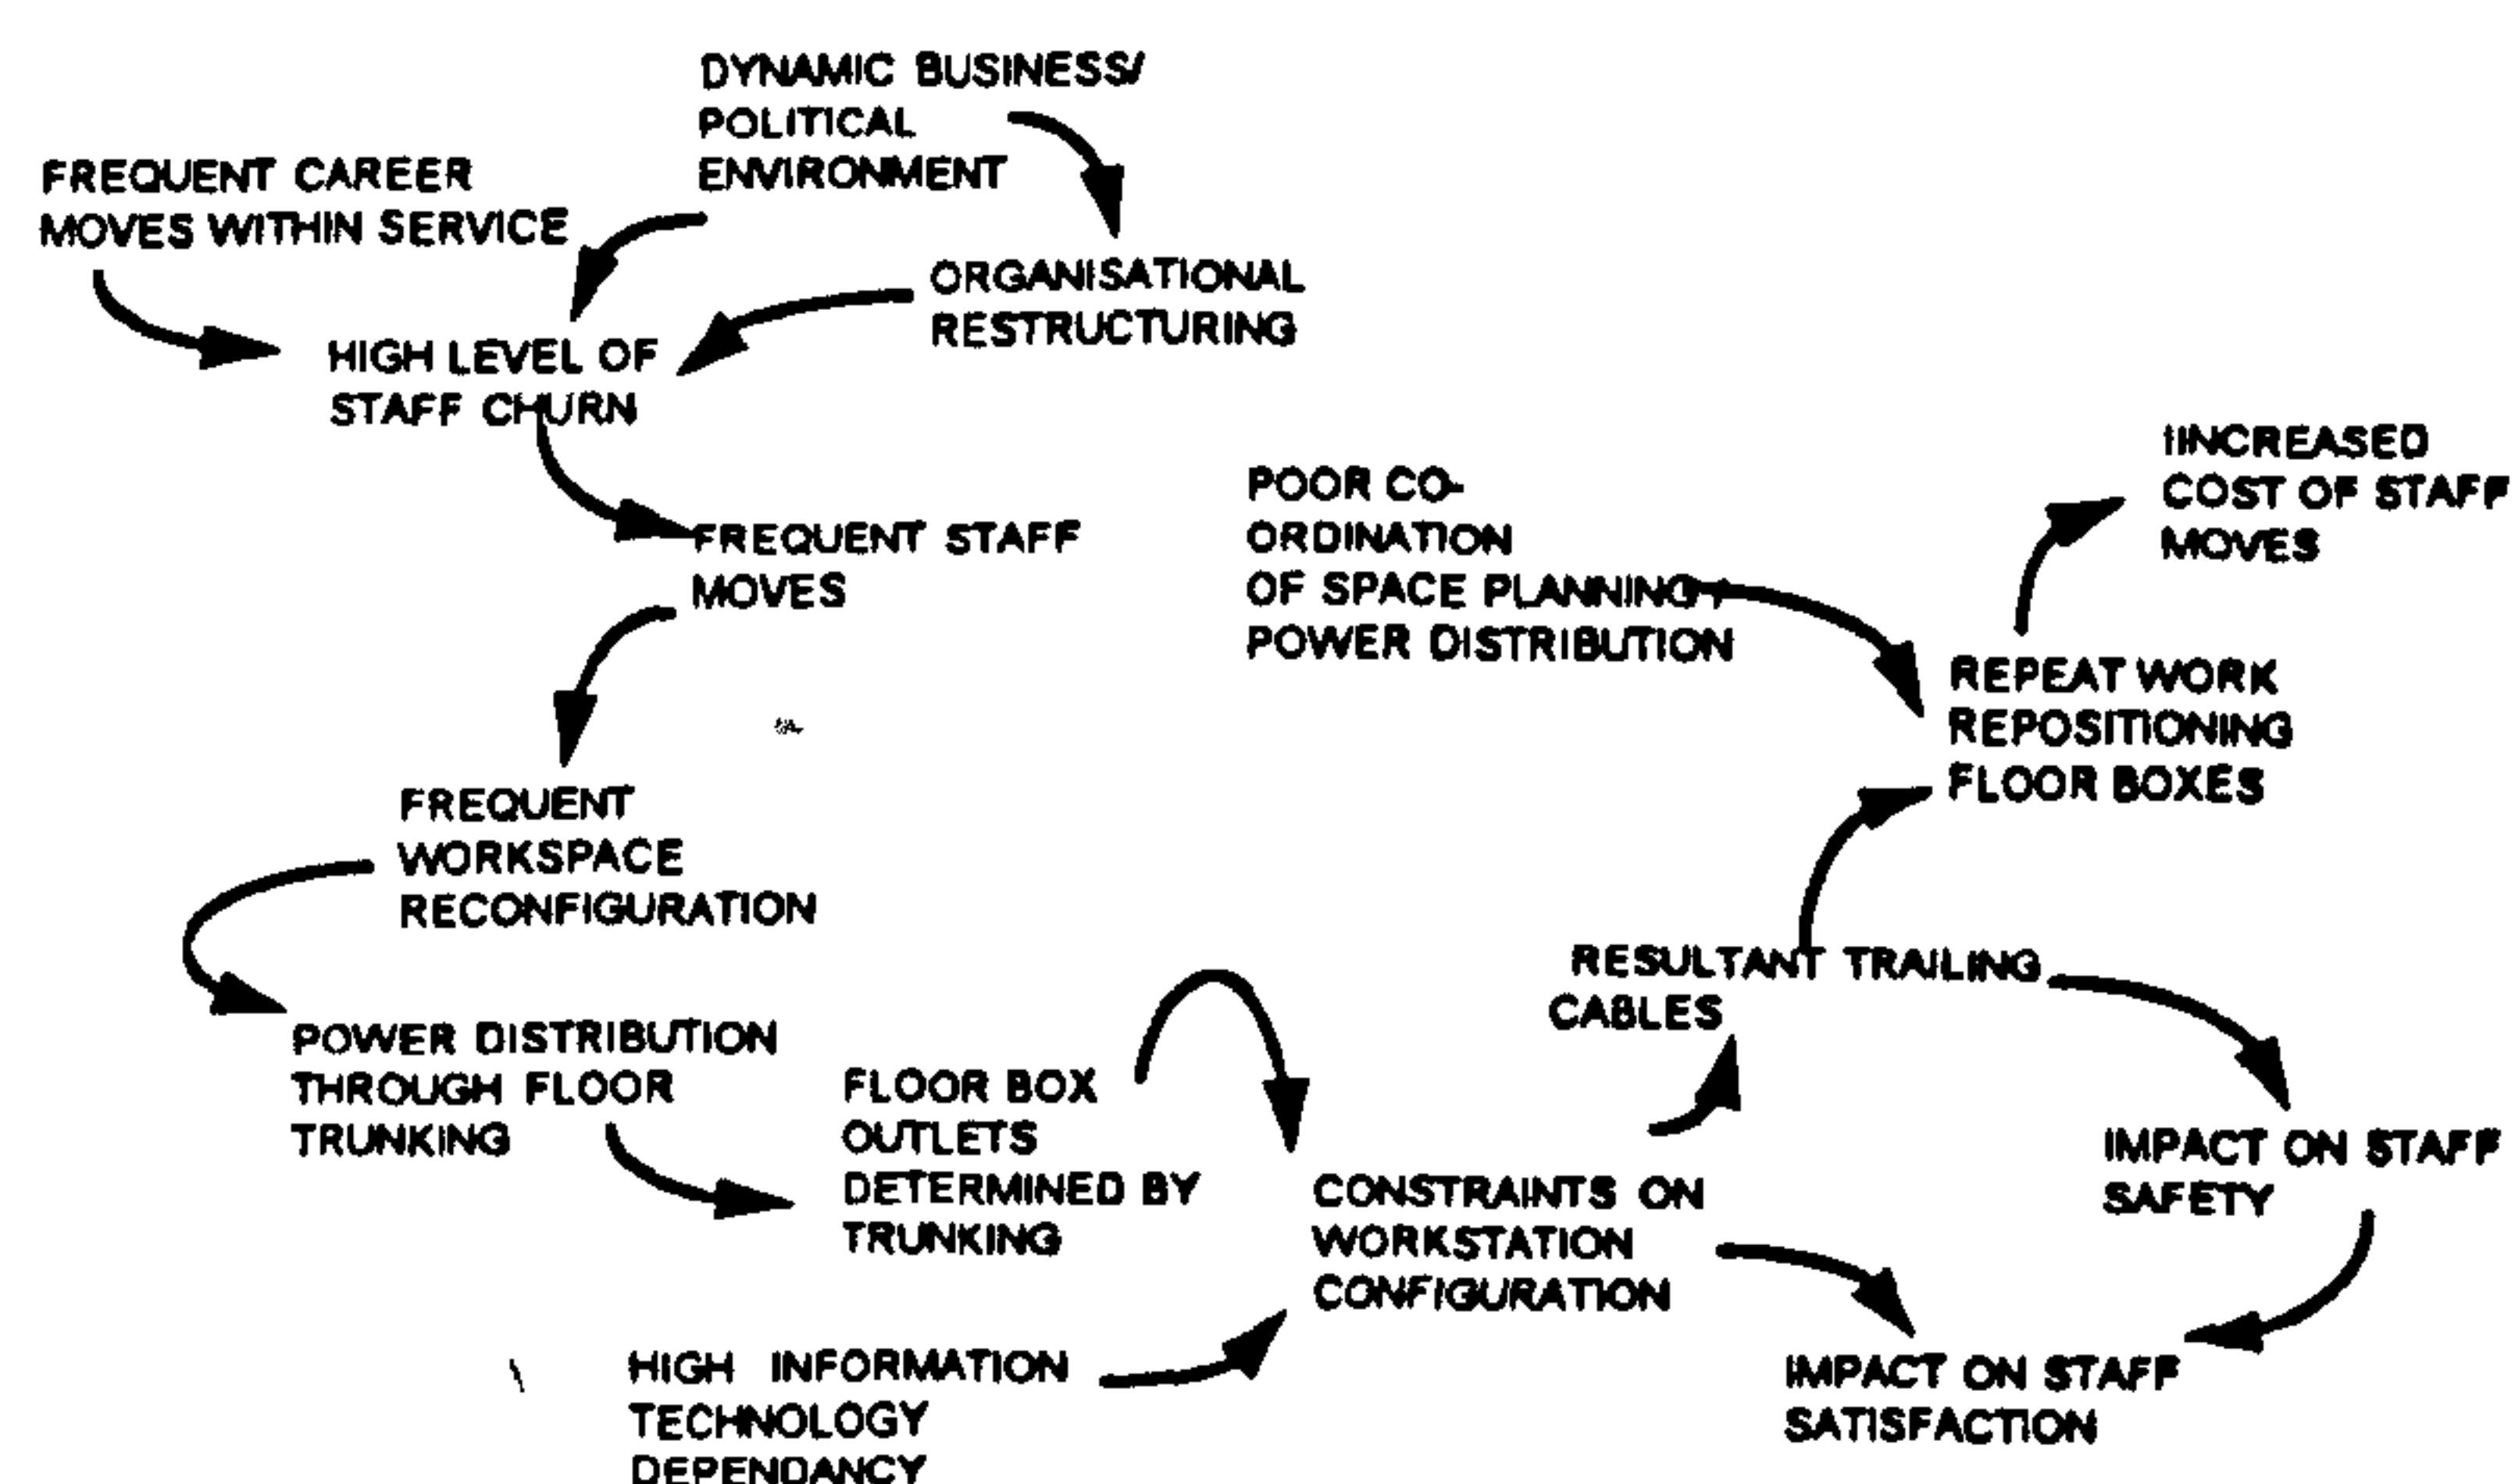 DYNAMIC BUSINESS/
POLITICAL
ENVIRONMENT
FREQUENT CAREER
MOVES WITHIN SERVICE
ORGANISATIONAL
RESTRUCTURING
HIGH LEVEL OF
STAFF CHURN
FREQUENT STAFF
MOVES
POOR CO-
ORDINATION
OF SPACE PLANNING /
POWER DISTRIBUTION
IINCREASED
COST OF STAFF
MOVES
REPEAT WORK
REPOSITIONING
FLOOR BOXES
FREQUENT
WORKSPACE
RECONFIGURATION
RESULTANT TRAILING
CABLES
POWER DISTRIBUTION
THROUGH FLOOR
TRUNKING
FLOOR BOX
OUTLETS
DETERMINED BY
TRUNKING
CONSTRAINTS ON
WORKSTATION
CONFIGURATION
IMPACT ON STAFF
SAFETY
HIGH INFORMATION
TECHNOLOGY
DEPENDANCY
IMPACT ON STAFF
SATISFACTION